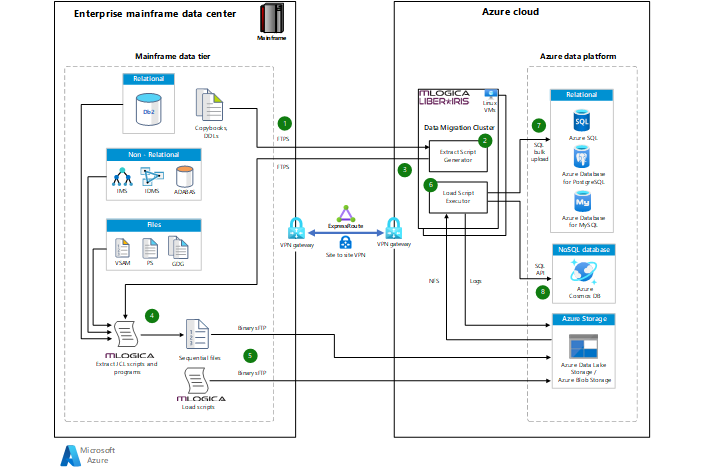 Enterprise mainframe data center
Mainframe
Azure cloud
Mainframe data tier
Relational
Db2
Copybooks,
DDLs
Non - Relational
IMS
IDMS
ADABAS
Files
VSAM
PS
GDG
1
FTPS
3
FTPS
ExpressRoute
VPN gateway
VPN gateway
Site to site VPN
4
MLOGICA
Extract JCL scripts and
programs
Sequential files
Binary sFTP
5
Binary sFTP
MLOGICA
Load scripts
MLOGICA
LIBER*IRIS
Linux
VMs
Data Migation Cluster
2
Extract Script
Generator
6
Load Script
Executor
NFS
Logs
Azure data platform
7
SQL
bulk
upload
Relational
SQL
Azure SQL
Azure Database
for PostgreSQL
My
Azure Database
for MySQL
SQL
API
8
NoSQL database
Azure
Cosmos DB
Azure Storage
Azure Data Lake
Storage /
Azure Blob Storage
Microsoft
Azure